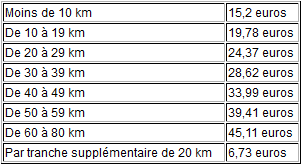 Moins de 10 km 15,2 euros
De 10 à 19 km 19,78 euros
De 20 à 29 km 24,37 euros
De 30 à 39 km 28,62 euros
De 40 à 49 km 33,99 euros
De 50 à 59 km 39,41 euros
De 60 à 80 km 45,11 euros
Par tranche supplémentaire de 20 km 6,73 euros